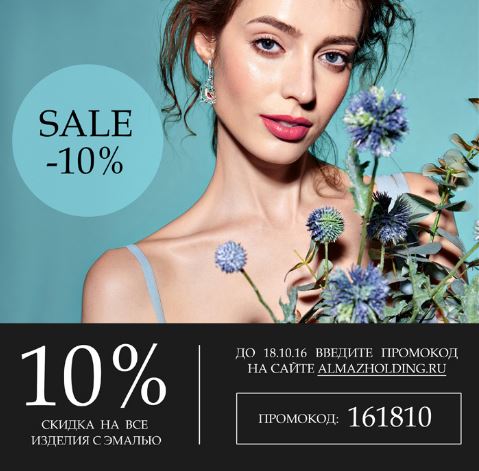 SALE
-10%
10%
СКИДКА НА ВСЕ
ИЗДЕЛИЯ С ЭМАЛЬЮ
ДО 18.10.16 ВВЕДИТЕ ПРОМОКОД
НА САЙТЕ ALMAZHOLDING.RU
ПРОМОКОД: 161810